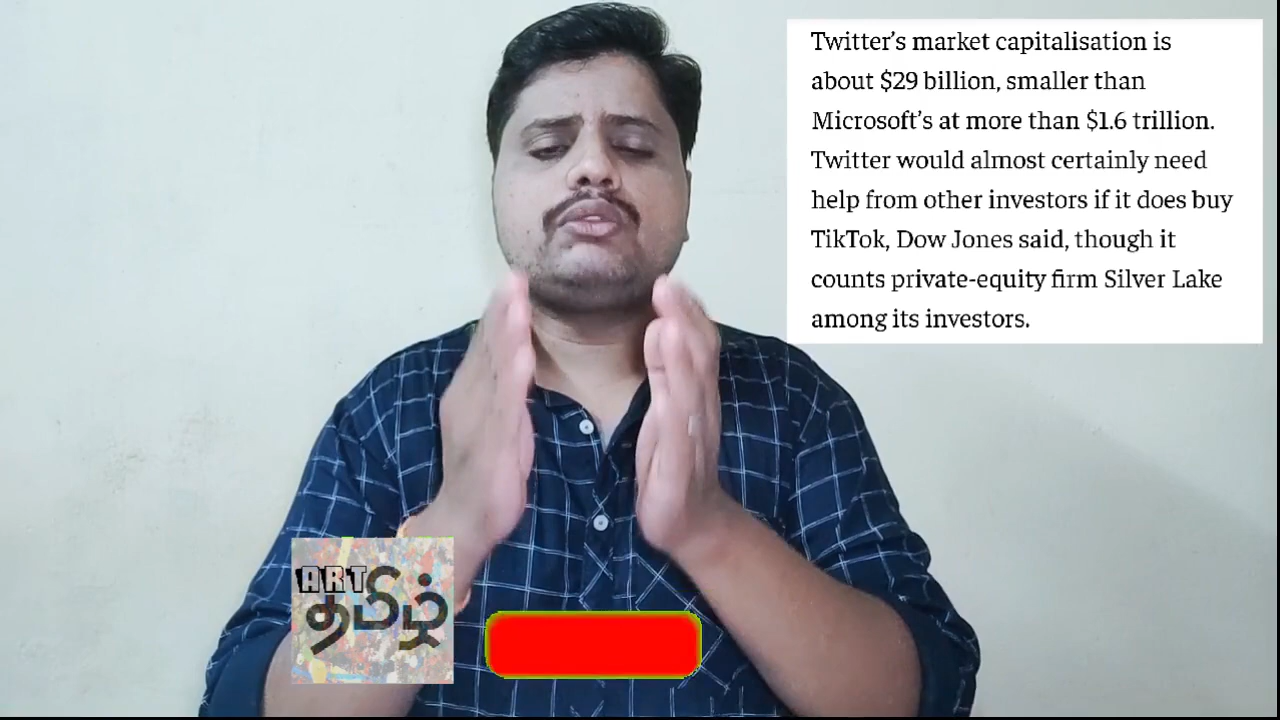 Twitter’s market capitalisation is
about $29 billion, smaller than
Microsoft’s at more than $1.6 trillion.
Twitter would almost certainly need
help from other investors if it does buy
TikTok, Dow Jones said, though it
counts private-equity firm Silver Lake
among its investors.
ART
தமிழ்